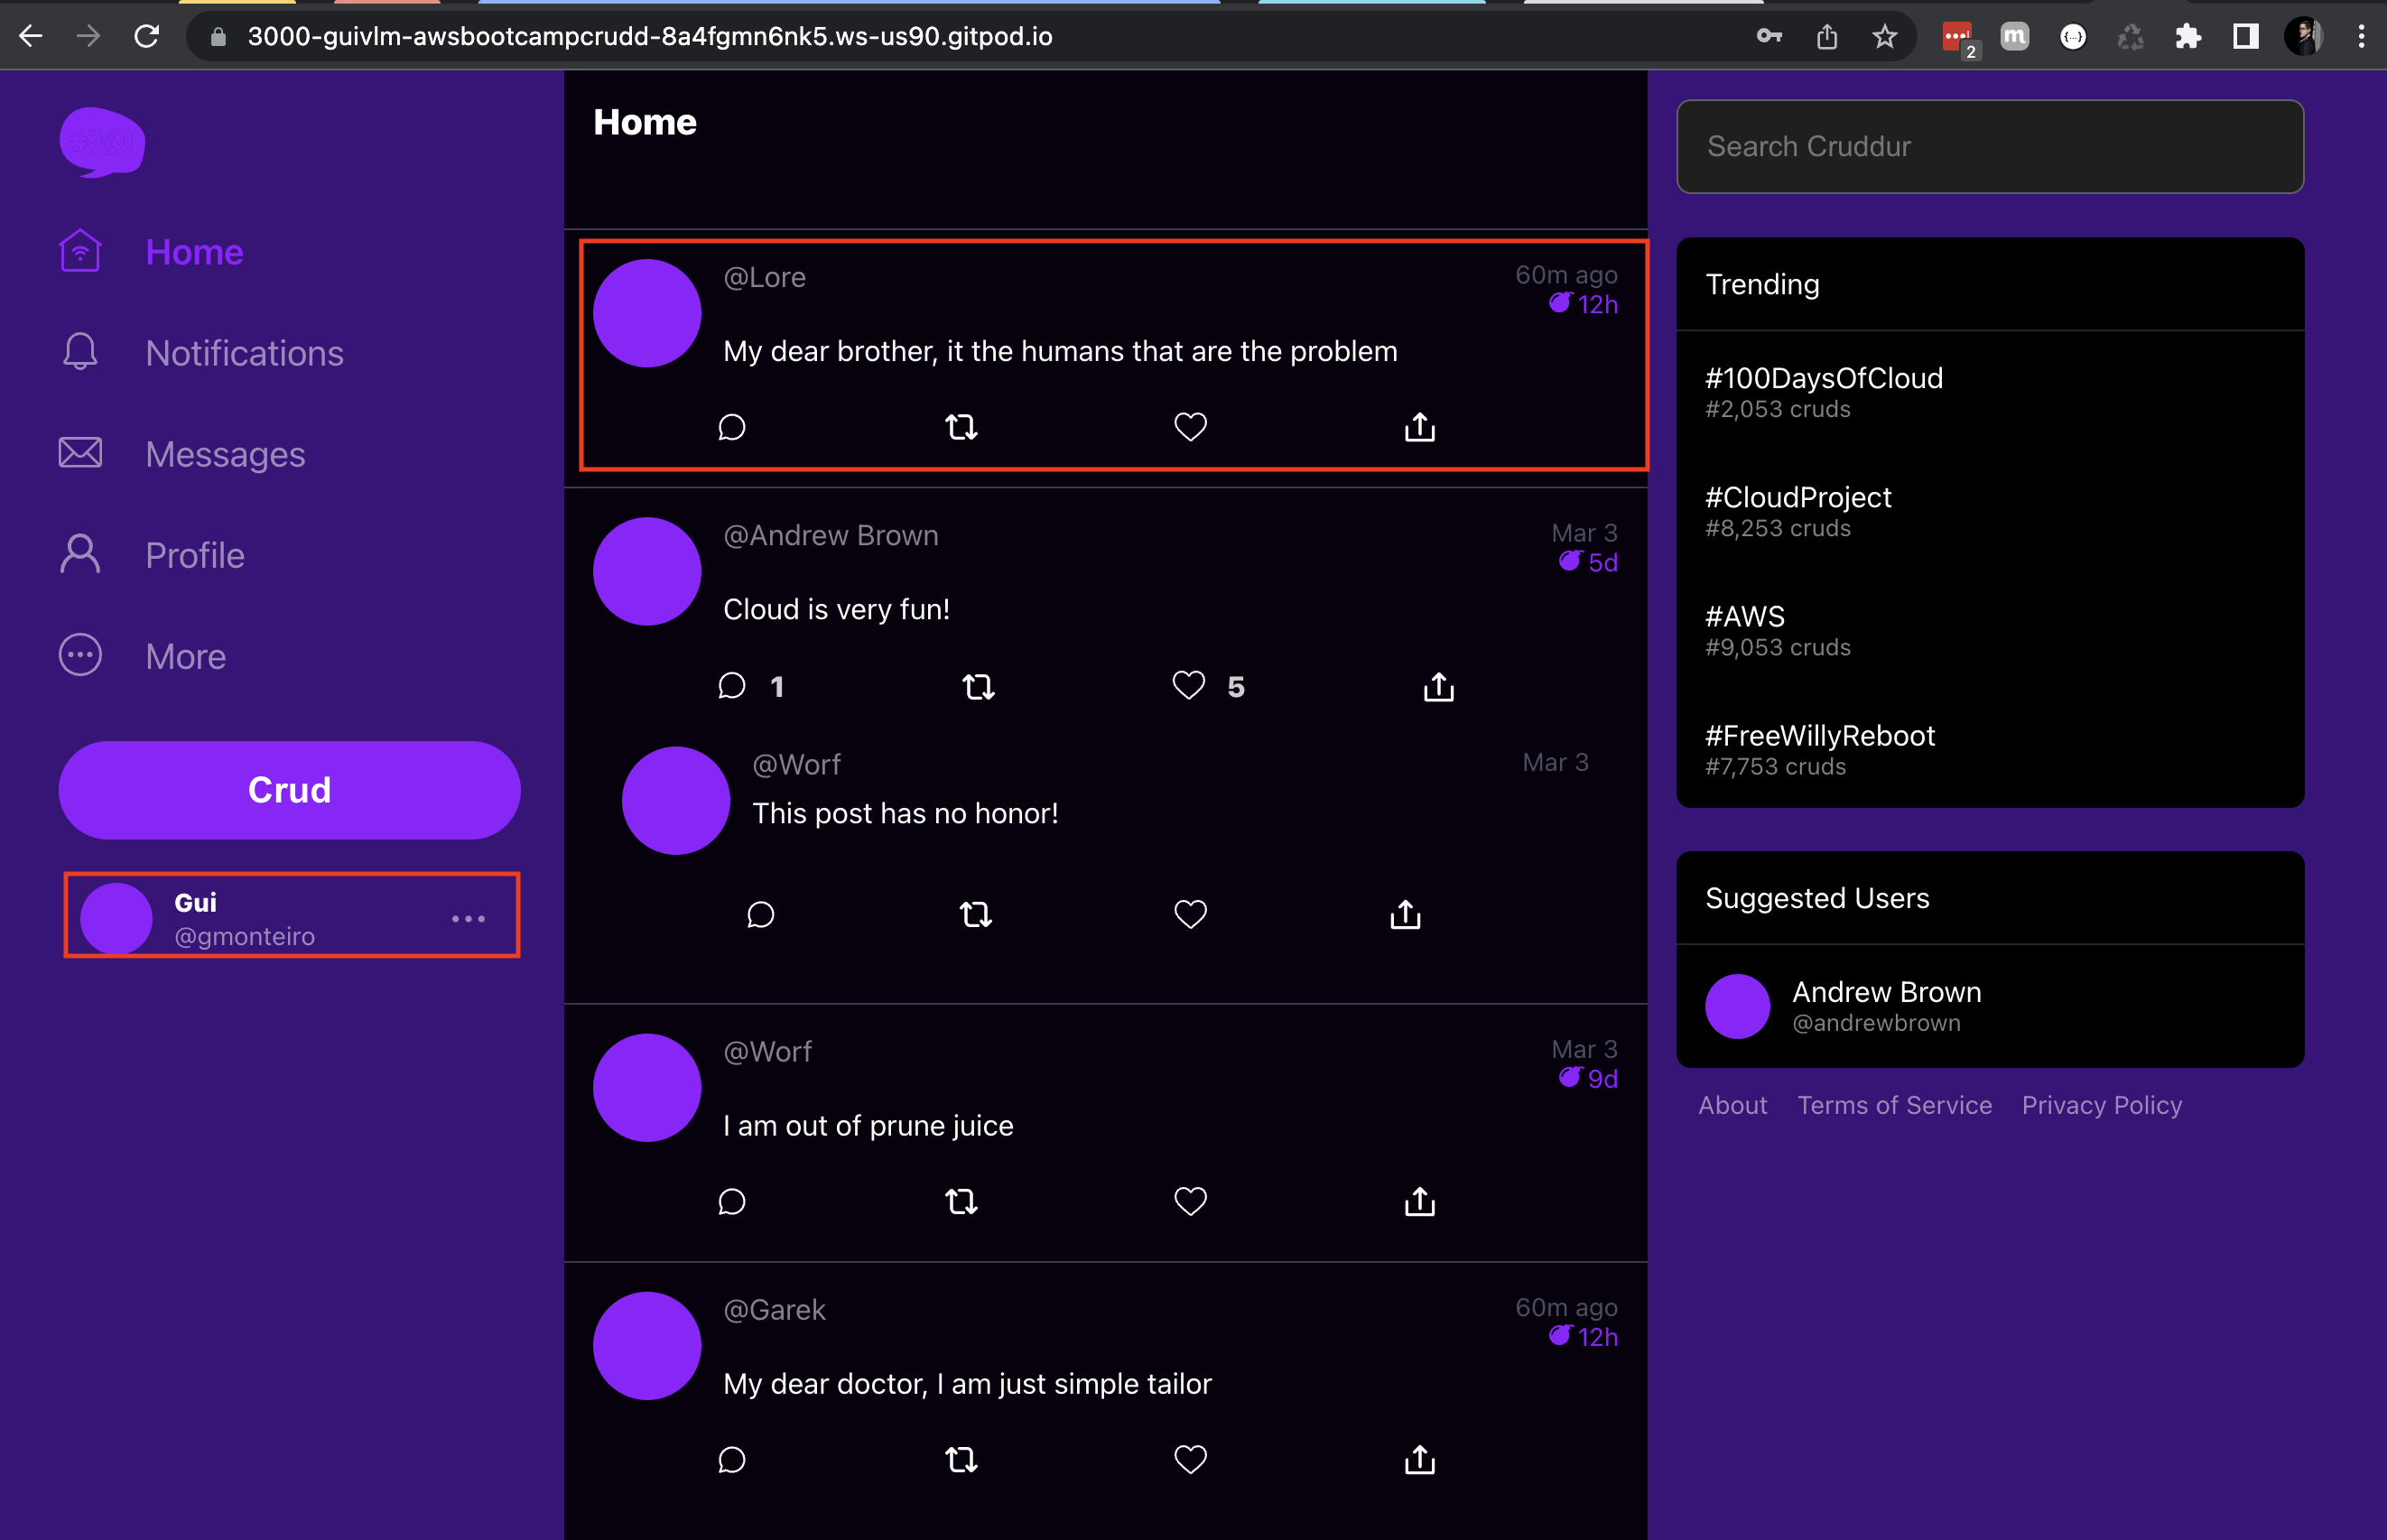 3000-guivlm-awsbootcampcrudd-8a4fgmn6nk5.ws-us90.gitpod.io
2
m
{...}
#?@!
Home
Notifications
Messages
Profile
More
Crud
Gui
@gmonteiro
Home
@Lore
60m ago
12h
My dear brother, it the humans that are the problem
@Andrew Brown
Mar 3
5d
Cloud is very fun!
1
5
@Worf
Mar 3
This post has no honor!
@Worf
Mar 3
9d
I am out of prune juice
@Garek
60m ago
12h
My dear doctor, I am just simple tailor
Search Cruddur
Trending
#100DaysOfCloud
#2,053 cruds
#CloudProject
#8,253 cruds
#AWS
#9,053 cruds
#FreeWillyReboot
#7,753 cruds
Suggested Users
Andrew Brown
@andrewbrown
About Terms of Service Privacy Policy